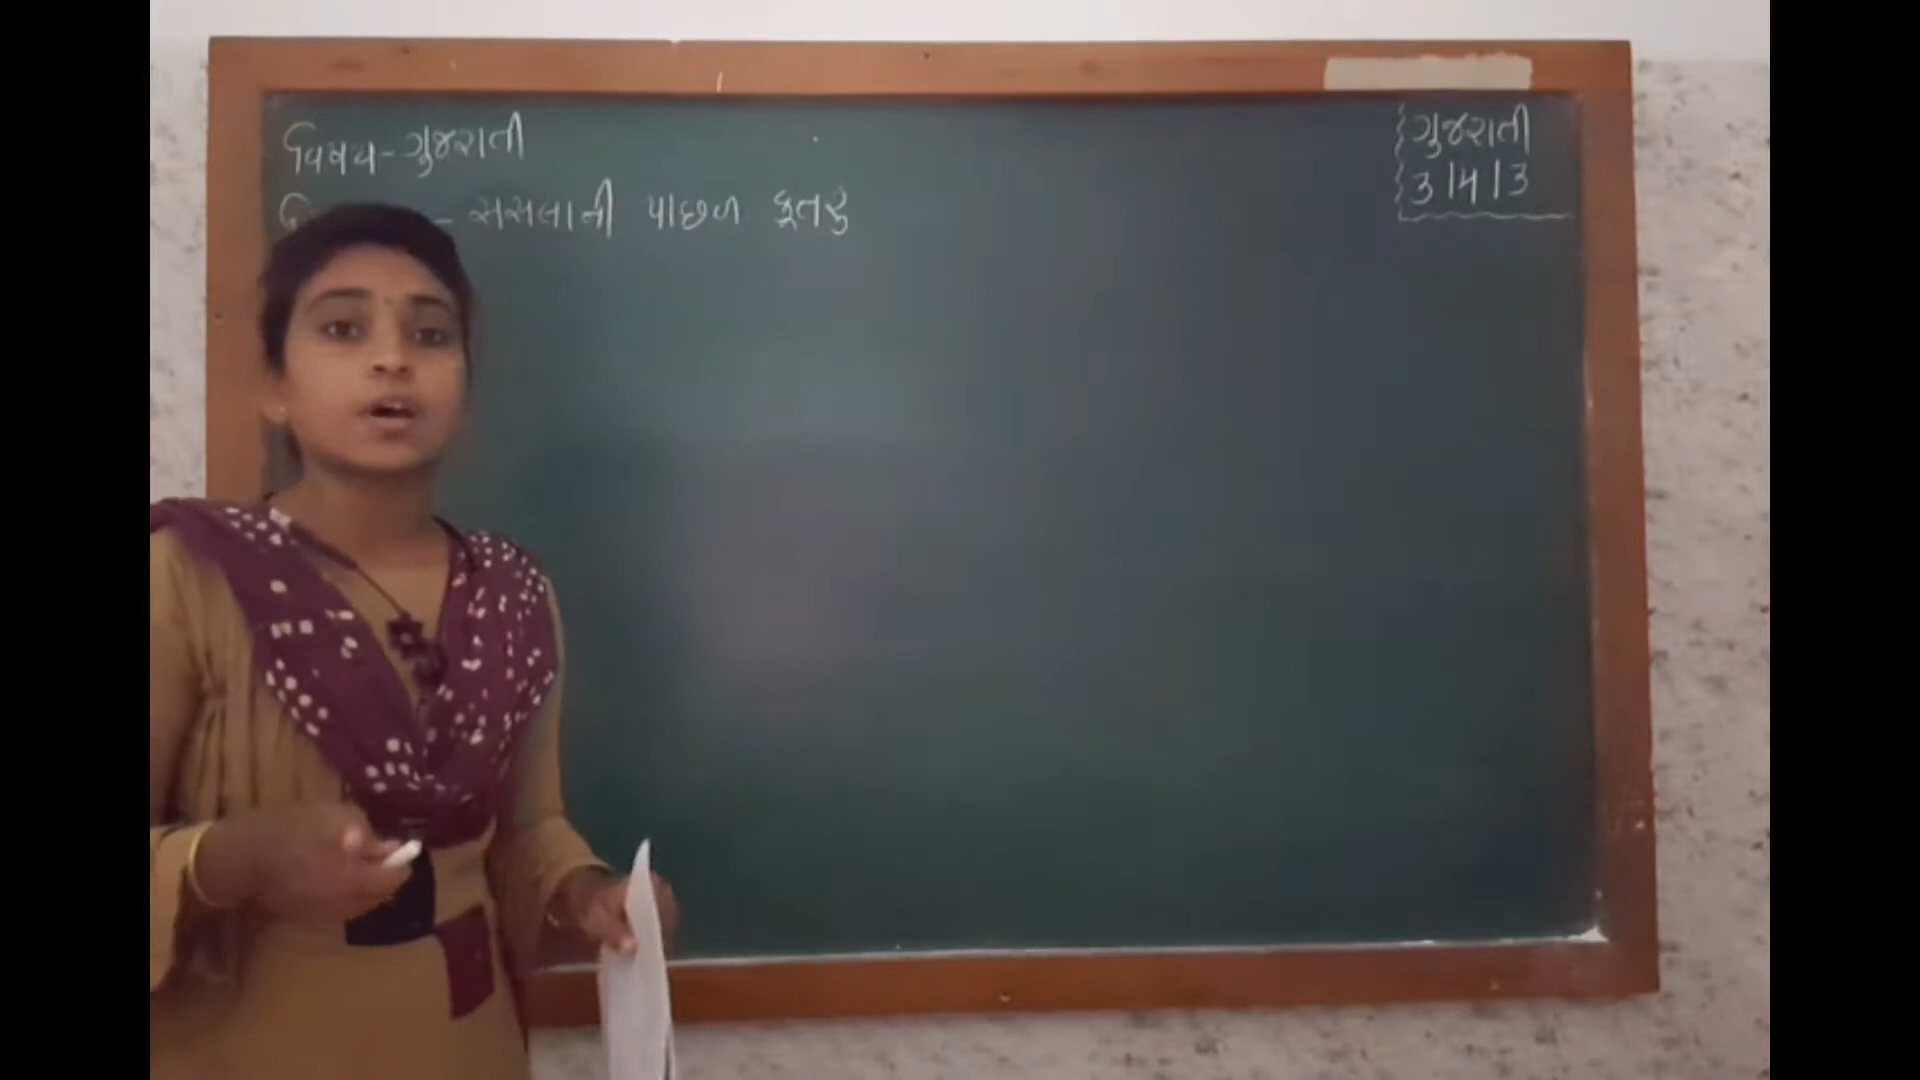 વિષય - ગુજરાતી
- સસલાની પાછળ કૂતરું
ગુજરાતી
3|4|3